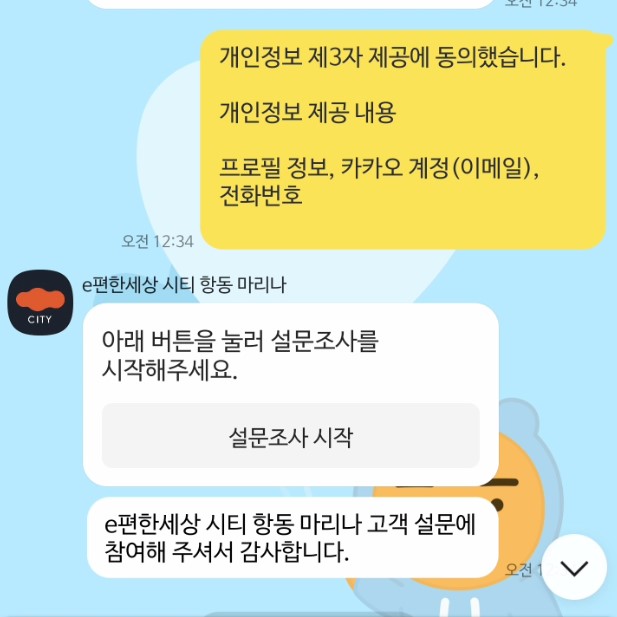 오전 12:34
개인정보 제3자 제공에 동의했습니다.
개인정보 제공 내용
프로필 정보, 카카오 계정(이메일),
전화번호
오전 12:34
e편한세상 시티 항동 마리나
CITY
아래 버튼을 눌러 설문조사를
시작해주세요.
설문조사 시작
e편한세상 시티 항동 마리나 고객 설문에
참여해 주셔서 감사합니다.
오전